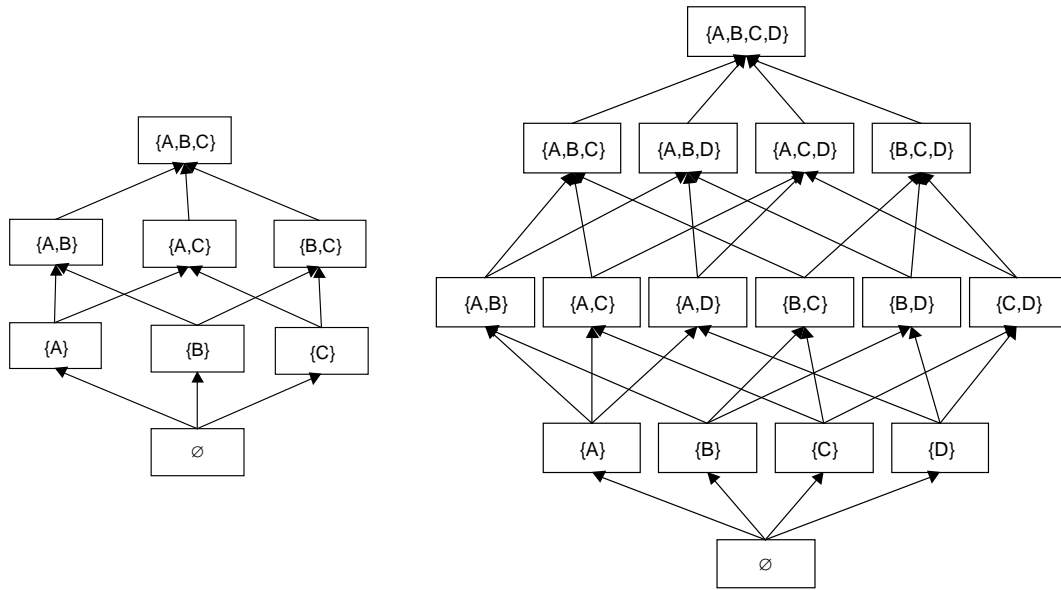 {A,B,C}
{A,B} {A,C} {B,C}
{A} {B} {C}
∅
{A,B,C,D}
{A,B,C} {A,B,D} {A,C,D} {B,C,D}
{A,B} {A,C} {A,D} {B,C} {B,D} {C,D}
{A} {B} {C} {D}
∅